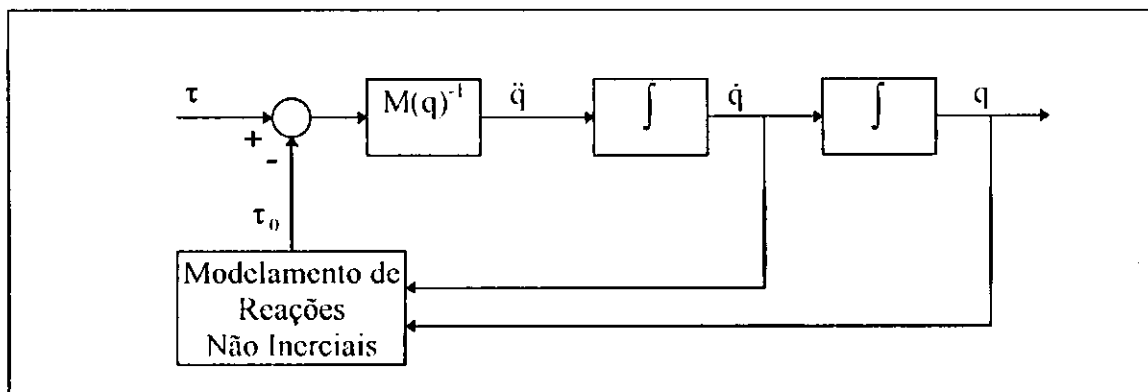 τ
+
-
M(q)⁻¹
q̈
∫
q̇
∫
q
τ₀
Modelamento de
Reações
Não Inerciais